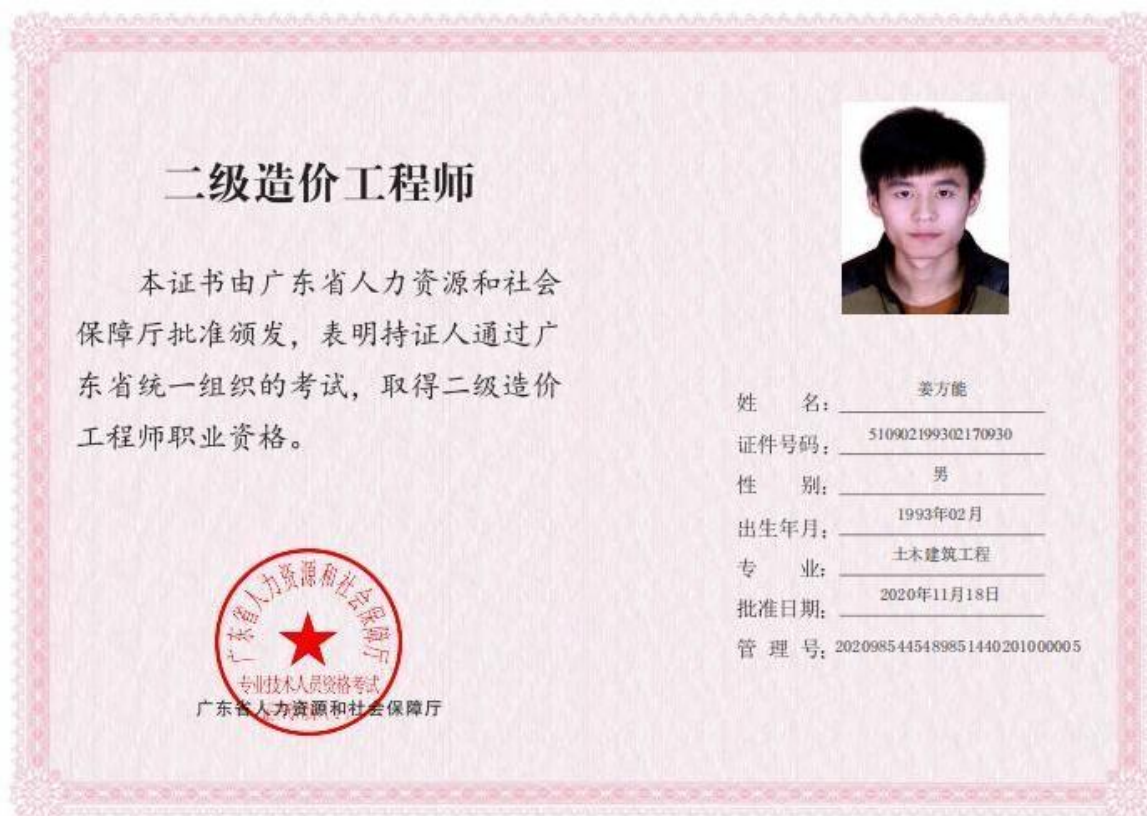 二级造价工程师
本证书由广东省人力资源和社会
保障厅批准颁发，表明持证人通过广
东省统一组织的考试，取得二级造价
工程师职业资格。
广东省人力资源和社会保障厅
专业技术人员资格考试
广东省人力资源和社会保障厅
姓 名：姜方能
证件号码：510902199302170930
性 别：男
出生年月：1993年02月
专 业：土木建筑工程
批准日期：2020年11月18日
管 理 号：2020985445489851440201000005